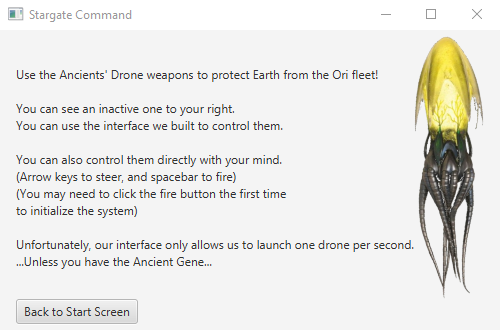 Stargate Command
Use the Ancients' Drone weapons to protect Earth from the Ori fleet!
You can see an inactive one to your right.
You can use the interface we built to control them.
You can also control them directly with your mind.
(Arrow keys to steer, and spacebar to fire)
(You may need to click the fire button the first time
to initialize the system)
Unfortunately, our interface only allows us to launch one drone per second.
...Unless you have the Ancient Gene...
Back to Start Screen